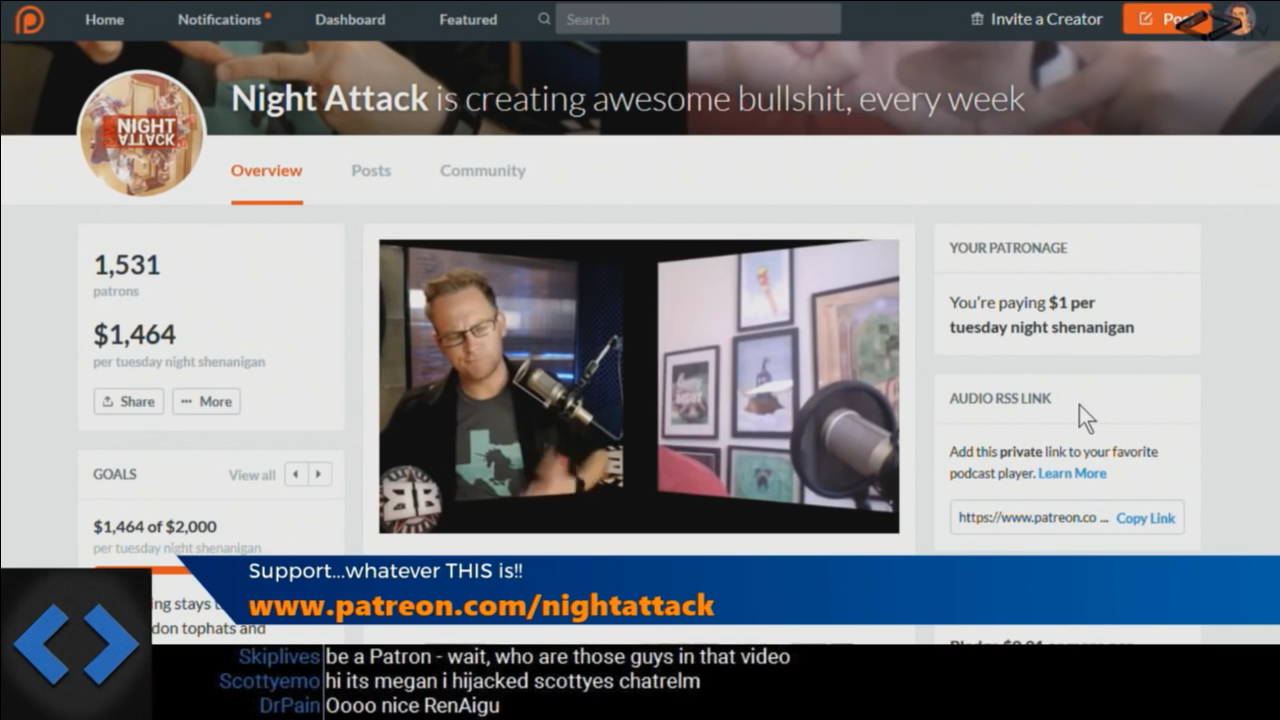 Home Notifications Dashboard Featured Search Invite a Creator
Night Attack is creating awesome bullshit, every week
NIGHT
ATTACK
Overview Posts Community
1,531
patrons
$1,464
per tuesday night shenanigan
Share ••• More
GOALS View all
$1,464 of $2,000
per tuesday night shenanigan
ing stays
don tophats and
YOUR PATRONAGE
You're paying $1 per
tuesday night shenanigan
AUDIO RSS LINK
Add this private link to your favorite
podcast player. Learn More
https://www.patreon.co ... Copy Link
Support...whatever THIS is!!
www.patreon.com/nightattack
Skiplives be a Patron - wait, who are those guys in that video
Scottyemo hi its megan i hijacked scottyes chatrelm
DrPain Oooo nice RenAigu